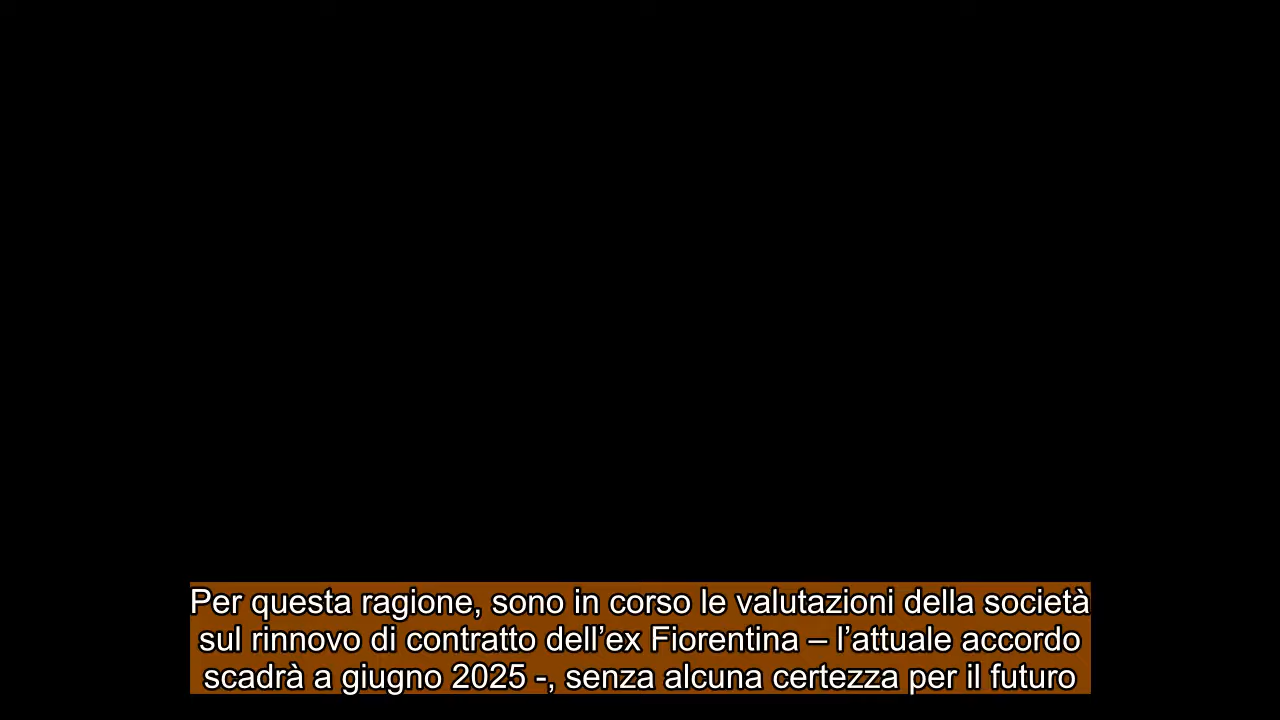 Per questa ragione, sono in corso le valutazioni della società
sul rinnovo di contratto dell’ex Fiorentina – l’attuale accordo
scadrà a giugno 2025 -, senza alcuna certezza per il futuro